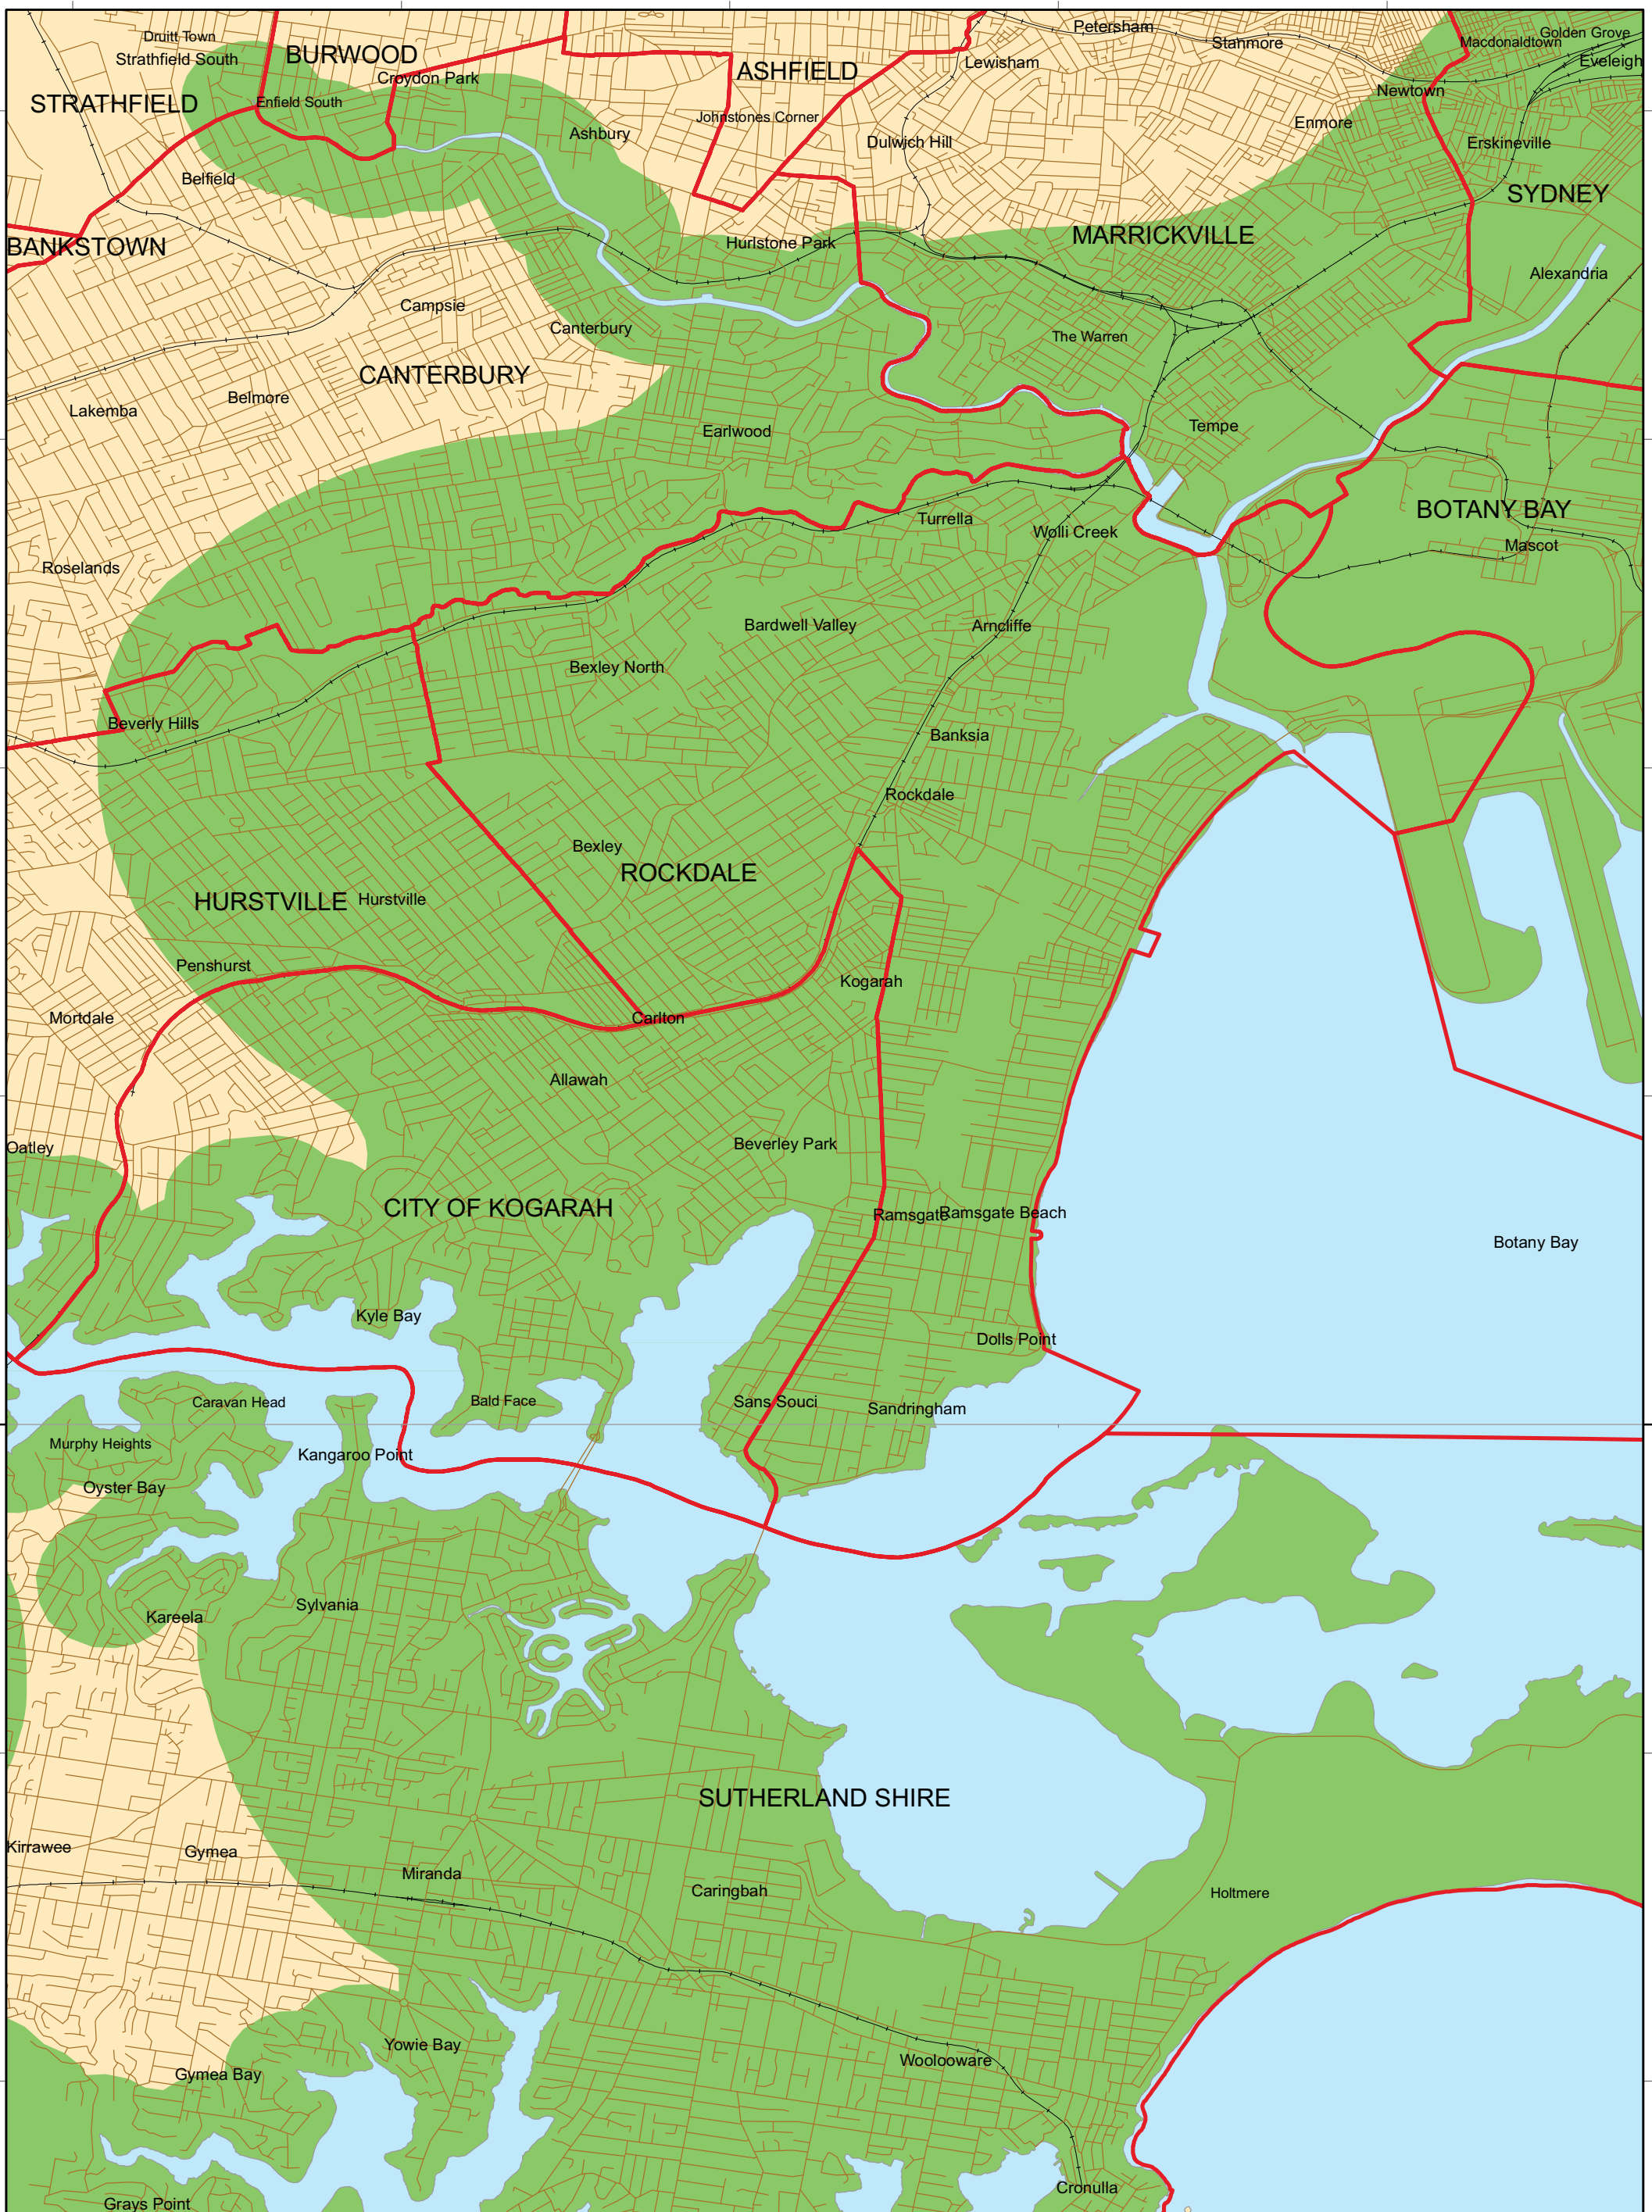 Petersham
Golden Grove
Druitt Town
Stanmore
Macdonaldtown
BURWOOD
Strathfield South
Lewisham
Eveleigh
ASHFIELD
Croydon Park
Newtown
STRATHFIELD
Enfield South
Johnstones Corner
Enmore
Ashbury
Dulwich Hill
Erskineville
Belfield
SYDNEY
MARRICKVILLE
Hurlstone Park
BANKSTOWN
Alexandria
Campsie
Canterbury
The Warren
CANTERBURY
Belmore
Lakemba
Tempe
Earlwood
BOTANY BAY
Turrella
Wolli Creek
Mascot
Roselands
Bardwell Valley
Arncliffe
Bexley North
Beverly Hills
Banksia
Rockdale
Bexley
ROCKDALE
HURSTVILLE
Hurstville
Penshurst
Kogarah
Mortdale
Carlton
Allawah
Beverley Park
Oatley
CITY OF KOGARAH
Ramsgate
Ramsgate Beach
Botany Bay
Kyle Bay
Dolls Point
Caravan Head
Bald Face
Sans Souci
Sandringham
Murphy Heights
Kangaroo Point
Oyster Bay
Sylvania
Kareela
SUTHERLAND SHIRE
Kirrawee
Gymea
Miranda
Caringbah
Holtmere
Yowie Bay
Woolooware
Gymea Bay
Cronulla
Grays Point